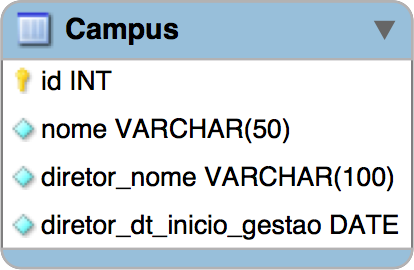 Campus
id INT
nome VARCHAR(50)
diretor_nome VARCHAR(100)
diretor_dt_inicio_gestao DATE